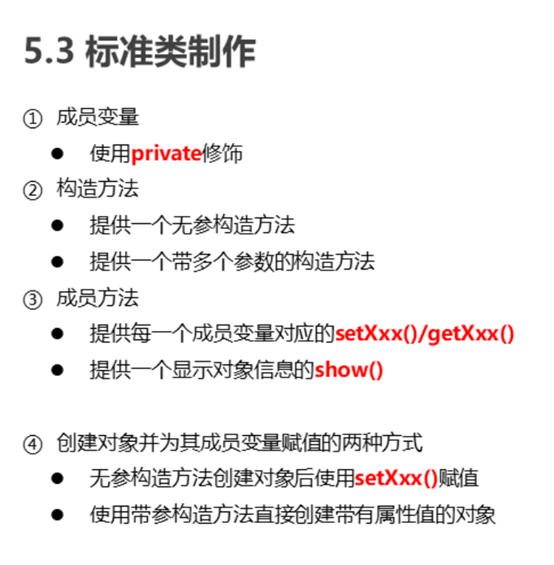 5.3 标准类制作
① 成员变量
● 使用private修饰
② 构造方法
● 提供一个无参构造方法
● 提供一个带多个参数的构造方法
③ 成员方法
● 提供每一个成员变量对应的setXxx()/getXxx()
● 提供一个显示对象信息的show()
④ 创建对象并为其成员变量赋值的两种方式
● 无参构造方法创建对象后使用setXxx()赋值
● 使用带参构造方法直接创建带有属性值的对象